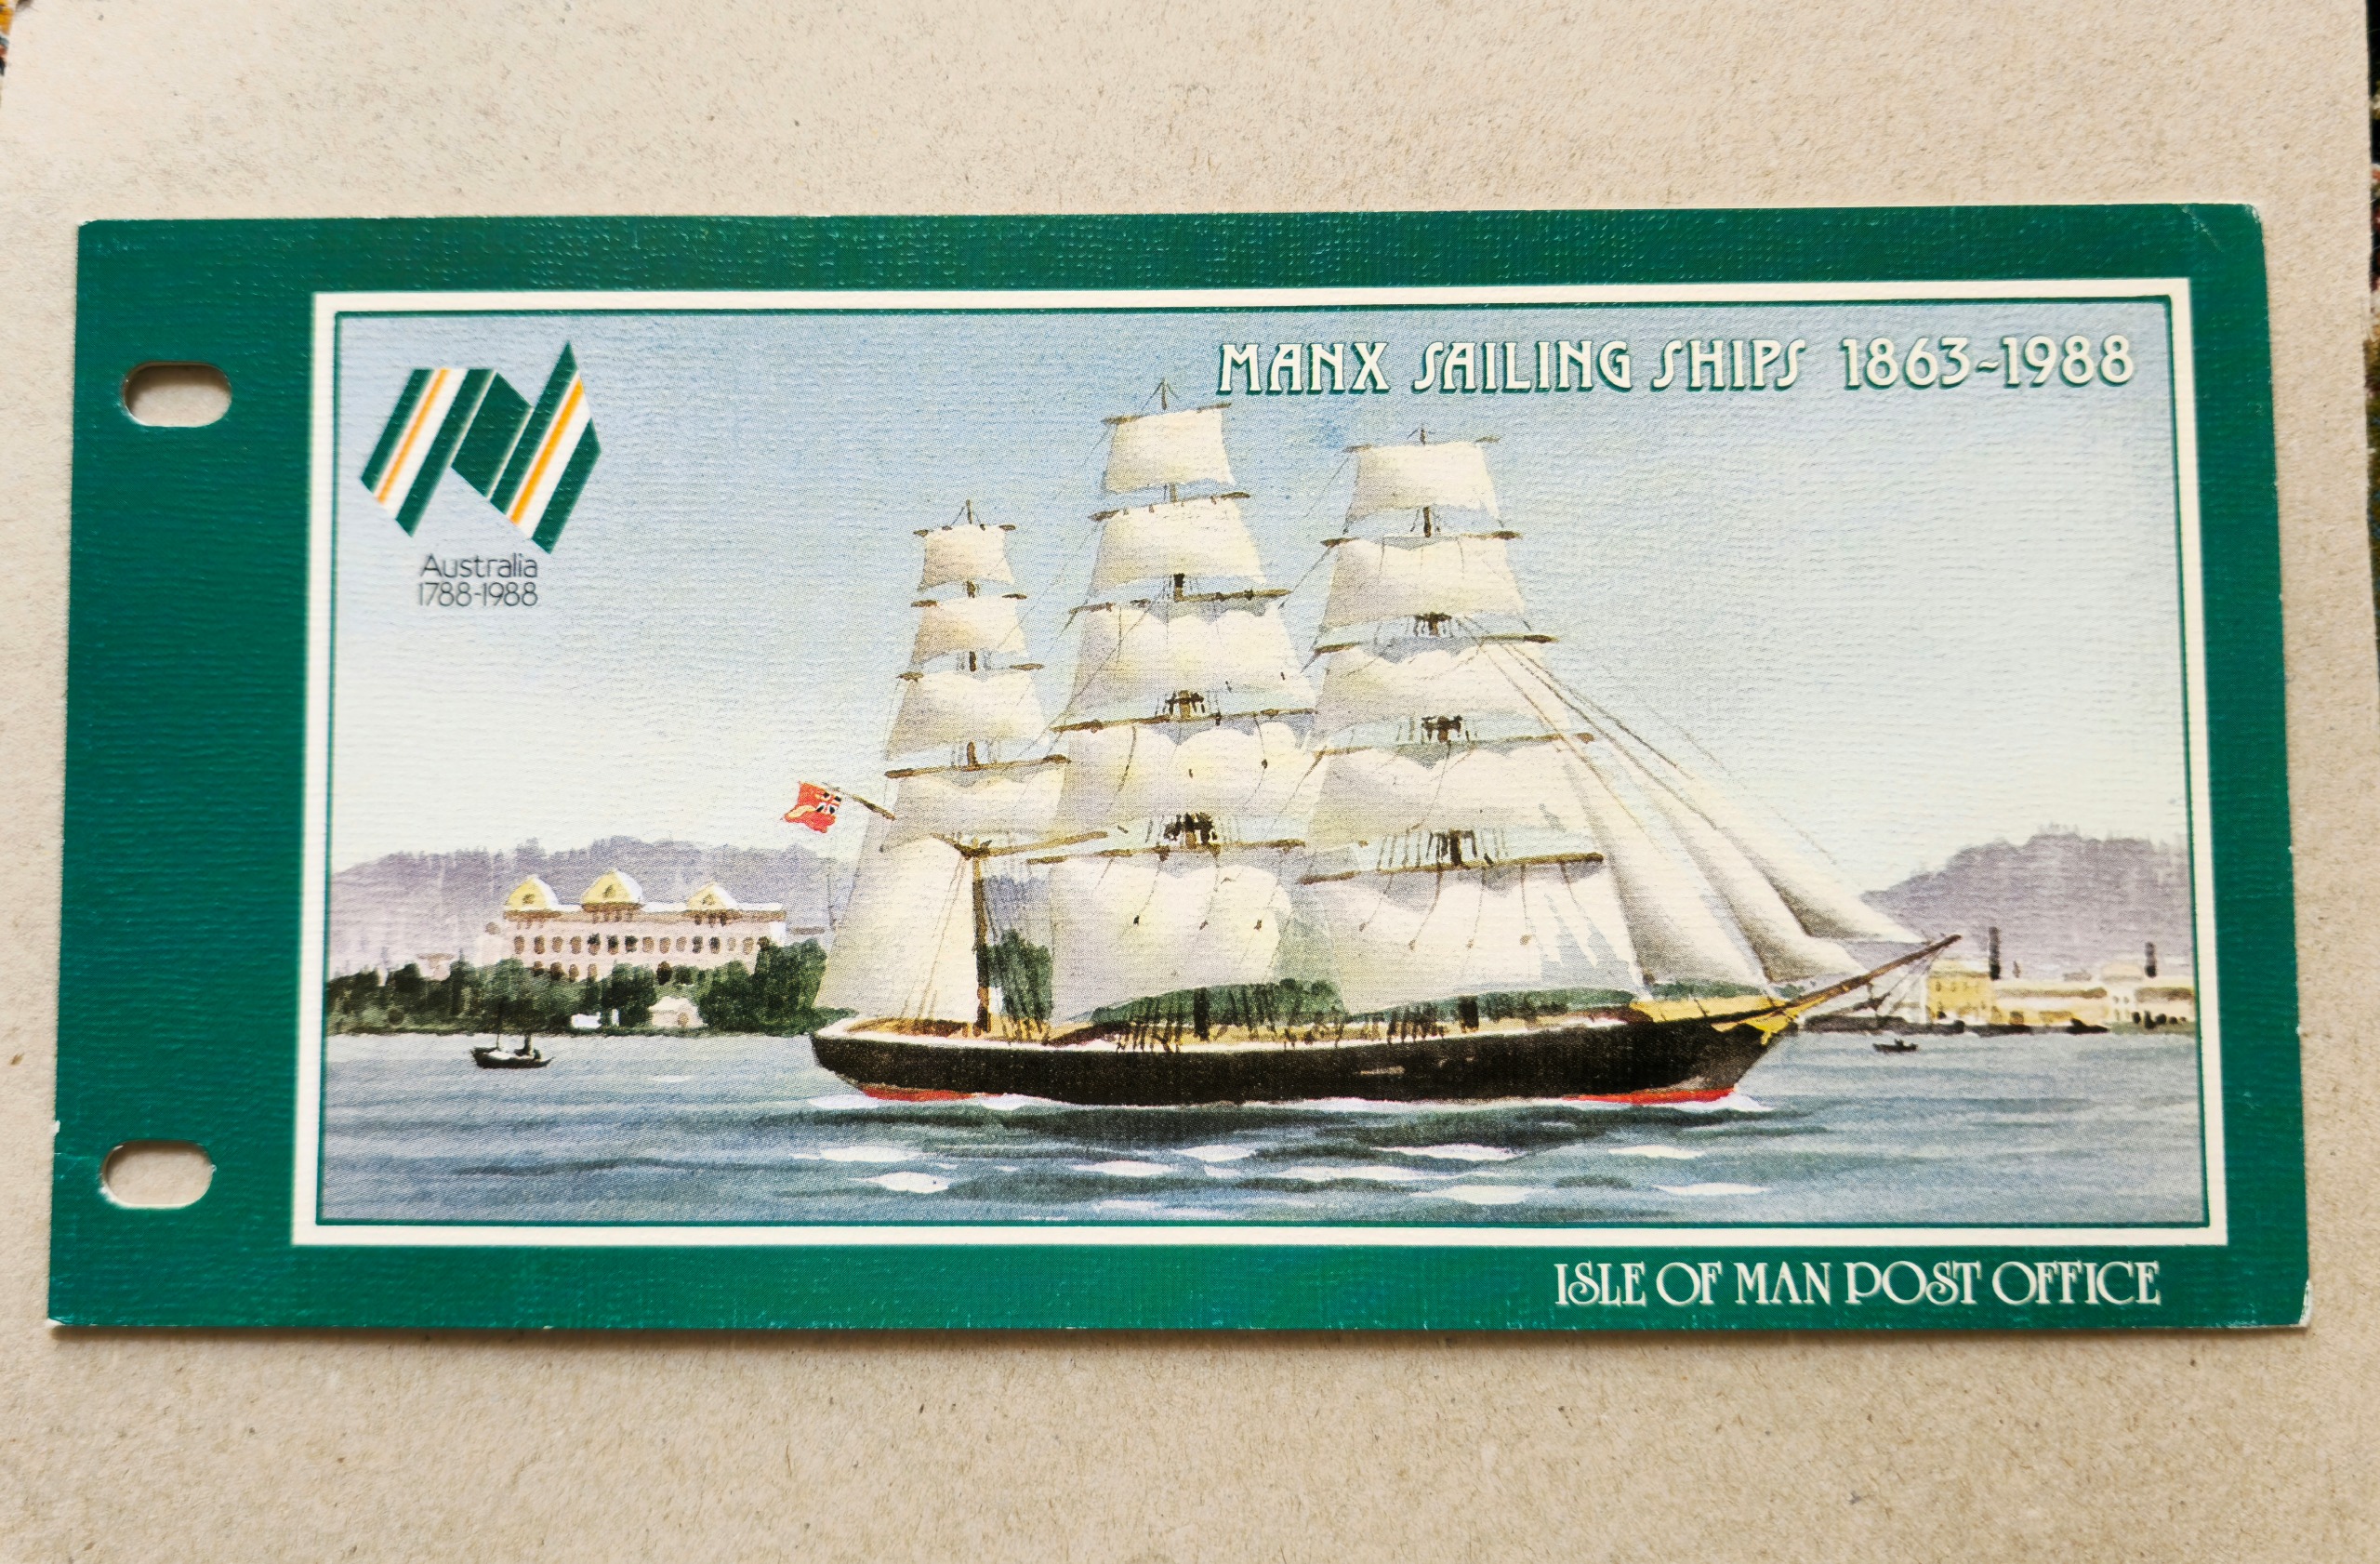 MANX SAILING SHIPS 1863~1988
Australia
1788-1988
ISLE OF MAN POST OFFICE